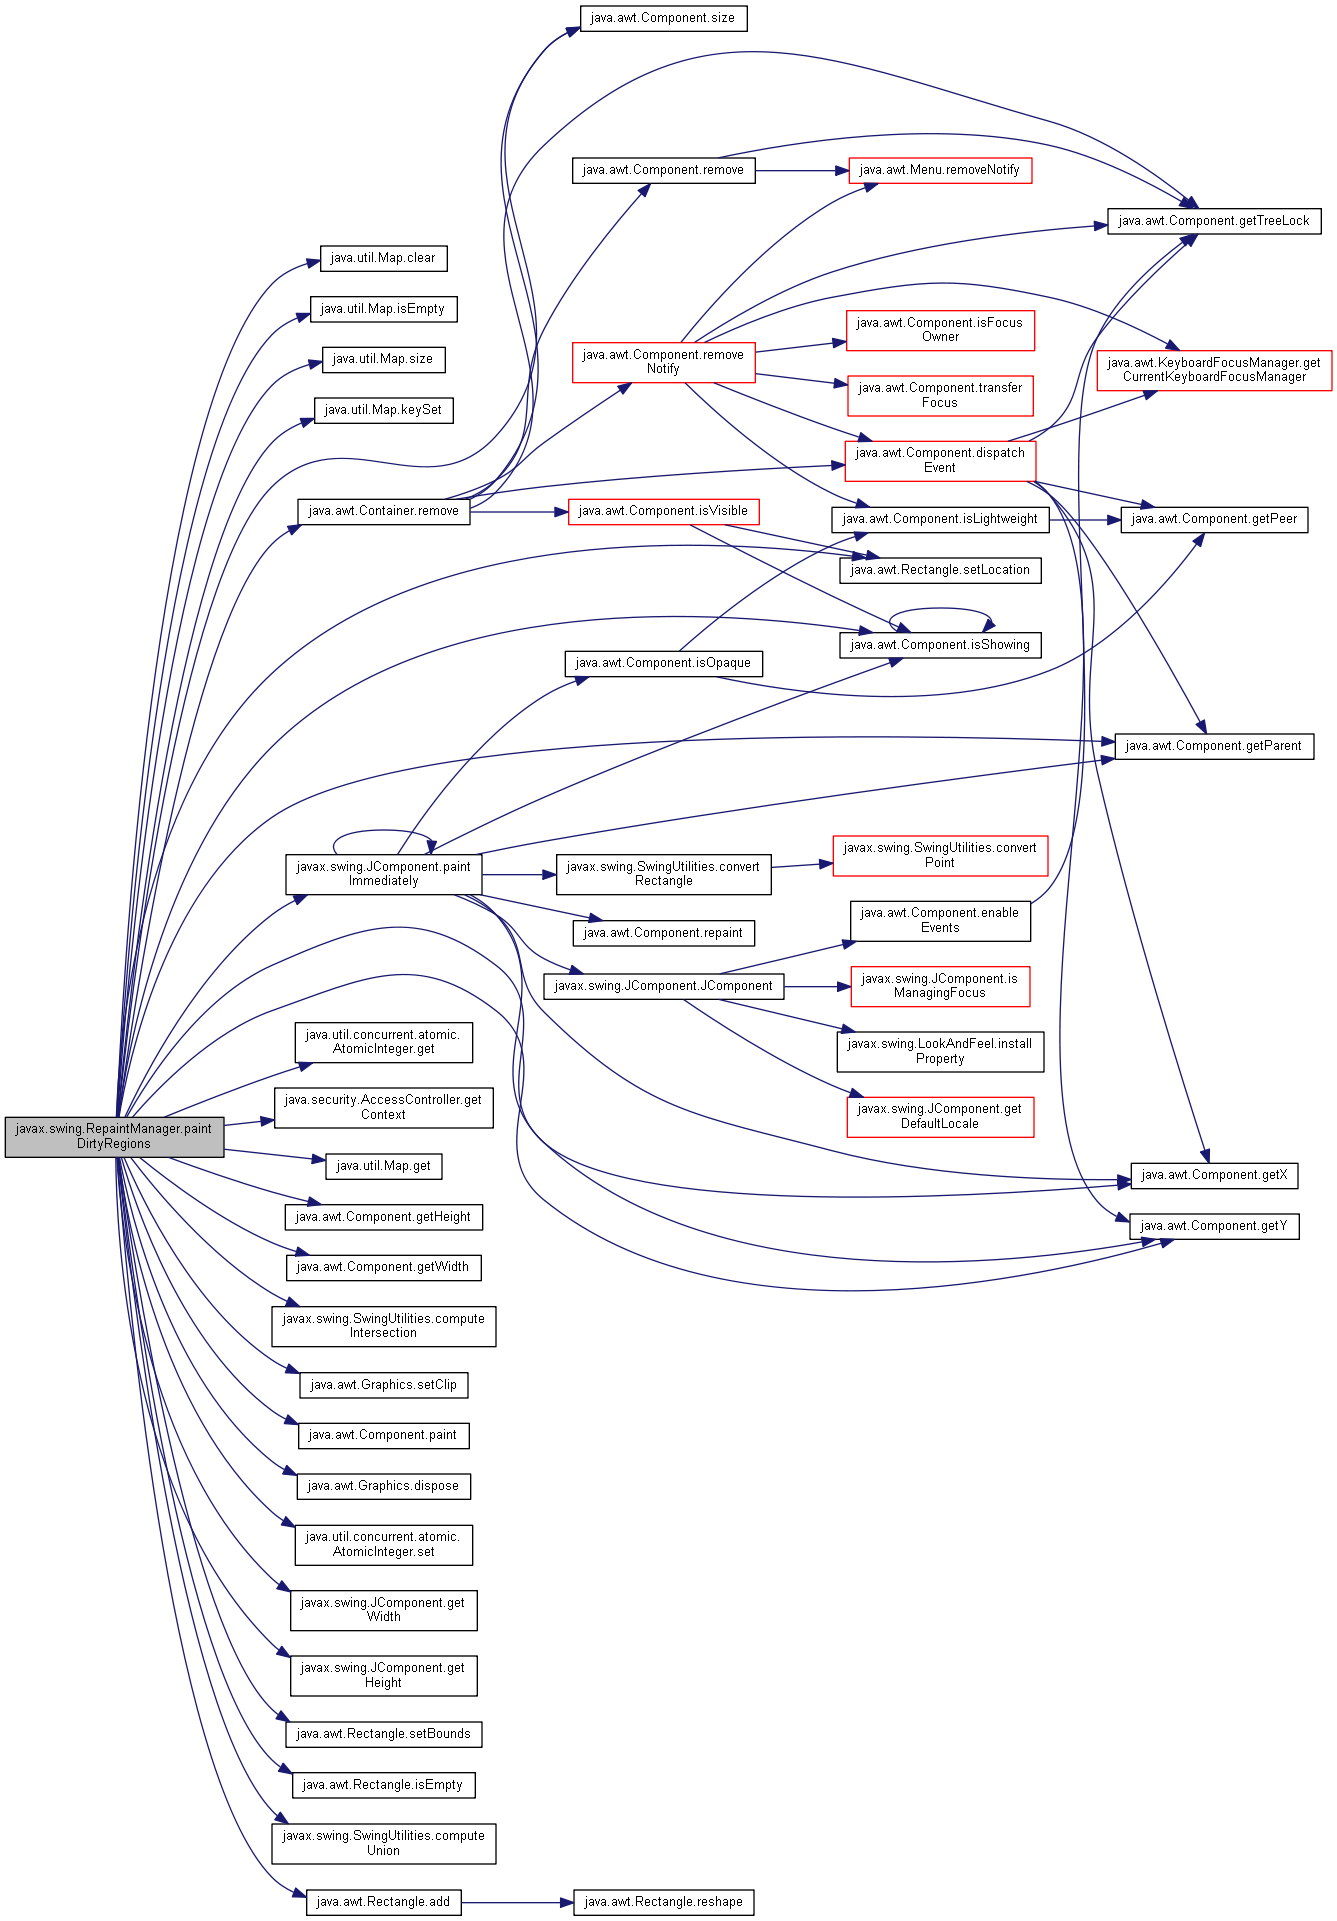 java.awt.Component.size
java.awt.Component.remove
java.awt.Menu.removeNotify
java.awt.Component.getTreeLock
java.util.Map.clear
java.util.Map.isEmpty
java.awt.Component.isFocus
Owner
java.util.Map.size
java.awt.Component.remove
Notify
java.awt.KeyboardFocusManager.get
CurrentKeyboardFocusManager
java.awt.Component.transfer
Focus
java.util.Map.keySet
java.awt.Component.dispatch
Event
java.awt.Container.remove
java.awt.Component.isVisible
java.awt.Component.isLightweight
java.awt.Component.getPeer
java.awt.Rectangle.setLocation
java.awt.Component.isShowing
java.awt.Component.isOpaque
java.awt.Component.getParent
javax.swing.JComponent.paint
Immediately
javax.swing.SwingUtilities.convert
Rectangle
javax.swing.SwingUtilities.convert
Point
java.awt.Component.repaint
java.awt.Component.enable
Events
javax.swing.JComponent.JComponent
javax.swing.JComponent.is
ManagingFocus
java.util.concurrent.atomic.
AtomicInteger.get
javax.swing.LookAndFeel.install
Property
java.security.AccessController.get
Context
javax.swing.JComponent.get
DefaultLocale
javax.swing.RepaintManager.paint
DirtyRegions
java.util.Map.get
java.awt.Component.getX
java.awt.Component.getHeight
java.awt.Component.getY
java.awt.Component.getWidth
javax.swing.SwingUtilities.compute
Intersection
java.awt.Graphics.setClip
java.awt.Component.paint
java.awt.Graphics.dispose
java.util.concurrent.atomic.
AtomicInteger.set
javax.swing.JComponent.get
Width
javax.swing.JComponent.get
Height
java.awt.Rectangle.setBounds
java.awt.Rectangle.isEmpty
javax.swing.SwingUtilities.compute
Union
java.awt.Rectangle.add
java.awt.Rectangle.reshape